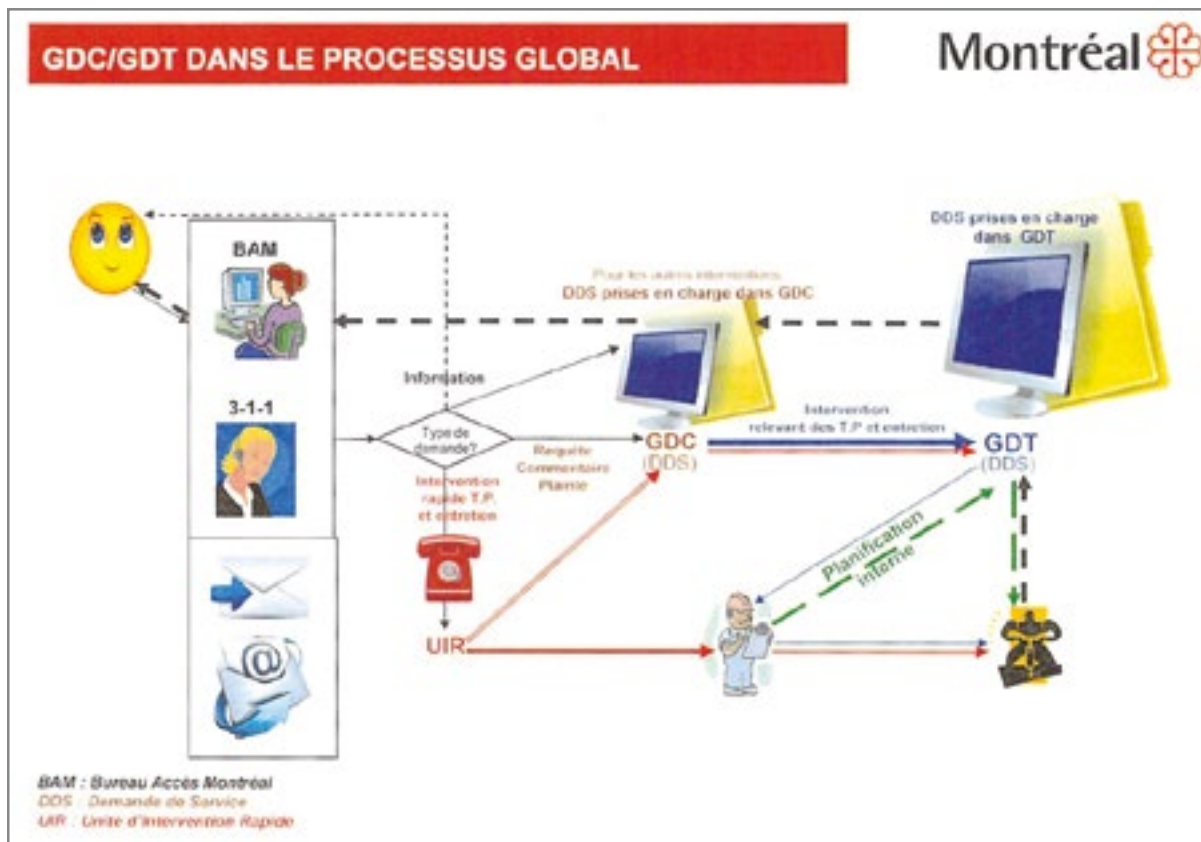 GDC/GDT DANS LE PROCESSUS GLOBAL
Montréal
DDS prises en charge
dans GDT
BAM
Pour les autres interventions
DDS prises en charge dans GDC
Information
3-1-1
Type de
demande?
Requête
Commentaire
Plainte
GDC
(DDS)
Intervention
relevant des T.P et entretien
GDT
(DDS)
Intervention
rapide T.P.
et entretien
Planification
interne
UIR
@
BAM : Bureau Accès Montréal
DDS : Demande de Service
UIR : Unité d'Intervention Rapide